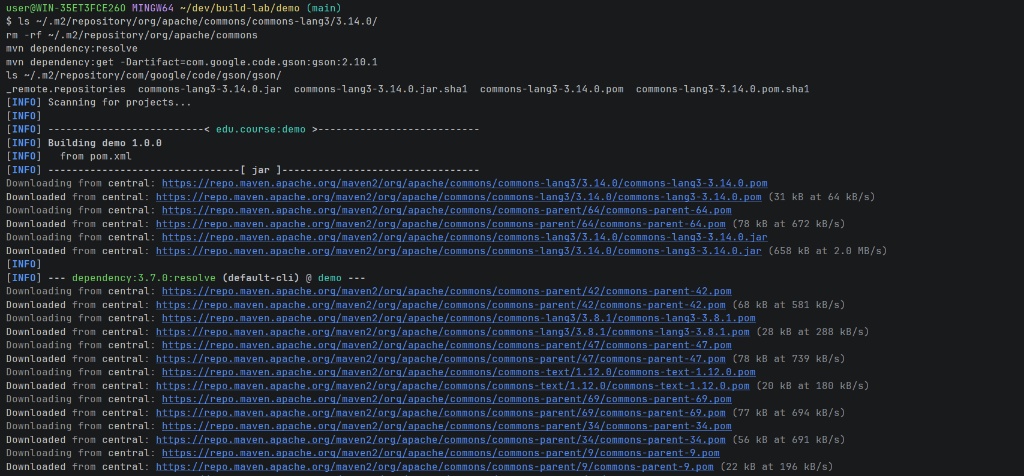 user@WIN-35ET3FCE26O MINGW64 ~/dev/build-lab/demo (main)
$ ls ~/.m2/repository/org/apache/commons/commons-lang3/3.14.0/
rm -rf ~/.m2/repository/org/apache/commons
mvn dependency:resolve
mvn dependency:get -Dartifact=com.google.code.gson:gson:2.10.1
ls ~/.m2/repository/com/google/code/gson/gson/
_remote.repositories  commons-lang3-3.14.0.jar  commons-lang3-3.14.0.jar.sha1  commons-lang3-3.14.0.pom  commons-lang3-3.14.0.pom.sha1
[INFO] Scanning for projects...
[INFO]
[INFO] --------------------------< edu.course:demo >---------------------------
[INFO] Building demo 1.0.0
[INFO]   from pom.xml
[INFO] --------------------------------[ jar ]---------------------------------
Downloading from central: https://repo.maven.apache.org/maven2/org/apache/commons/commons-lang3/3.14.0/commons-lang3-3.14.0.pom
Downloaded from central: https://repo.maven.apache.org/maven2/org/apache/commons/commons-lang3/3.14.0/commons-lang3-3.14.0.pom (31 kB at 64 kB/s)
Downloading from central: https://repo.maven.apache.org/maven2/org/apache/commons/commons-parent/64/commons-parent-64.pom
Downloaded from central: https://repo.maven.apache.org/maven2/org/apache/commons/commons-parent/64/commons-parent-64.pom (78 kB at 672 kB/s)
Downloading from central: https://repo.maven.apache.org/maven2/org/apache/commons/commons-lang3/3.14.0/commons-lang3-3.14.0.jar
Downloaded from central: https://repo.maven.apache.org/maven2/org/apache/commons/commons-lang3/3.14.0/commons-lang3-3.14.0.jar (658 kB at 2.0 MB/s)
[INFO]
[INFO] --- dependency:3.7.0:resolve (default-cli) @ demo ---
Downloading from central: https://repo.maven.apache.org/maven2/org/apache/commons/commons-parent/42/commons-parent-42.pom
Downloaded from central: https://repo.maven.apache.org/maven2/org/apache/commons/commons-parent/42/commons-parent-42.pom (68 kB at 581 kB/s)
Downloading from central: https://repo.maven.apache.org/maven2/org/apache/commons/commons-lang3/3.8.1/commons-lang3-3.8.1.pom
Downloaded from central: https://repo.maven.apache.org/maven2/org/apache/commons/commons-lang3/3.8.1/commons-lang3-3.8.1.pom (28 kB at 288 kB/s)
Downloading from central: https://repo.maven.apache.org/maven2/org/apache/commons/commons-parent/47/commons-parent-47.pom
Downloaded from central: https://repo.maven.apache.org/maven2/org/apache/commons/commons-parent/47/commons-parent-47.pom (78 kB at 739 kB/s)
Downloading from central: https://repo.maven.apache.org/maven2/org/apache/commons/commons-text/1.12.0/commons-text-1.12.0.pom
Downloaded from central: https://repo.maven.apache.org/maven2/org/apache/commons/commons-text/1.12.0/commons-text-1.12.0.pom (20 kB at 180 kB/s)
Downloading from central: https://repo.maven.apache.org/maven2/org/apache/commons/commons-parent/69/commons-parent-69.pom
Downloaded from central: https://repo.maven.apache.org/maven2/org/apache/commons/commons-parent/69/commons-parent-69.pom (77 kB at 694 kB/s)
Downloading from central: https://repo.maven.apache.org/maven2/org/apache/commons/commons-parent/34/commons-parent-34.pom
Downloaded from central: https://repo.maven.apache.org/maven2/org/apache/commons/commons-parent/34/commons-parent-34.pom (56 kB at 691 kB/s)
Downloading from central: https://repo.maven.apache.org/maven2/org/apache/commons/commons-parent/9/commons-parent-9.pom
Downloaded from central: https://repo.maven.apache.org/maven2/org/apache/commons/commons-parent/9/commons-parent-9.pom (22 kB at 196 kB/s)